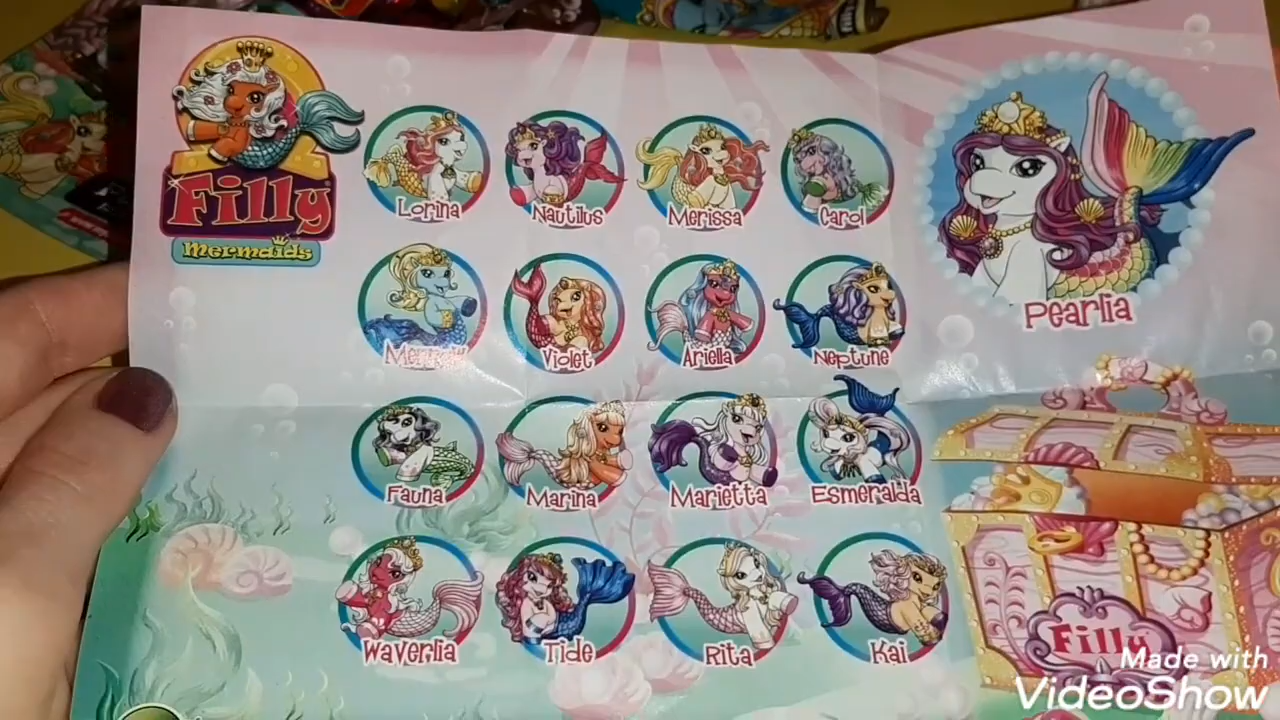 Filly
mermaids
Lorina
Nautilus
Merissa
Carol
Pearlia
Violet
Ariella
Neptune
Fauna
Marina
Marietta
Esmeralda
Waverlia
Tide
Rita
Kai
Filly
Made with
VideoShow